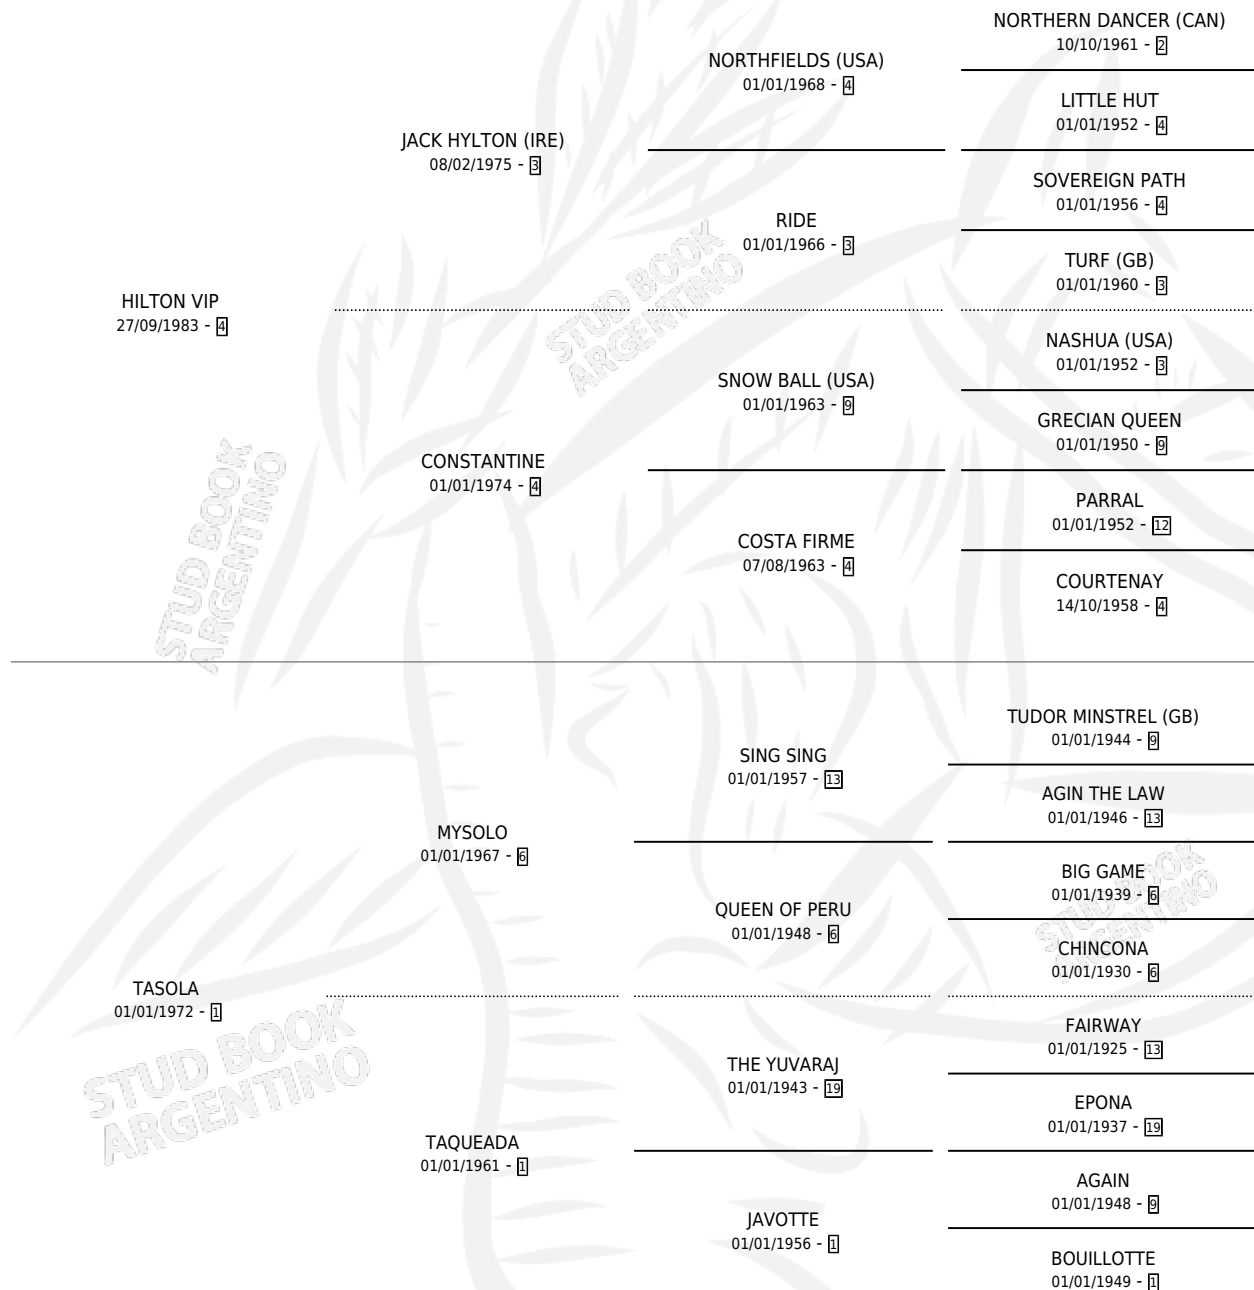 NORTHERN DANCER (CAN)
10/10/1961 - 2
NORTHFIELDS (USA)
01/01/1968 - 4
LITTLE HUT
01/01/1952 - 4
JACK HYLTON (IRE)
08/02/1975 - 3
SOVEREIGN PATH
01/01/1956 - 4
RIDE
01/01/1966 - 3
TURF (GB)
01/01/1960 - 3
HILTON VIP
27/09/1983 - 4
STUD BOOK
ARGENTINO
NASHUA (USA)
01/01/1952 - 3
SNOW BALL (USA)
01/01/1963 - 9
GRECIAN QUEEN
01/01/1950 - 9
CONSTANTINE
01/01/1974 - 4
PARRAL
01/01/1952 - 12
COSTA FIRME
07/08/1963 - 4
COURTENAY
14/10/1958 - 4
STUD BOOK
ARGENTINO
TUDOR MINSTREL (GB)
01/01/1944 - 9
SING SING
01/01/1957 - 13
AGIN THE LAW
01/01/1946 - 13
MYSOLO
01/01/1967 - 6
BIG GAME
01/01/1939 - 6
QUEEN OF PERU
01/01/1948 - 6
STUD BOOK
ARGENTINO
CHINCONA
01/01/1930 - 6
TASOLA
01/01/1972 - 1
FAIRWAY
01/01/1925 - 13
THE YUVARAJ
01/01/1943 - 19
EPONA
01/01/1937 - 19
STUD BOOK
ARGENTINO
TAQUEADA
01/01/1961 - 1
AGAIN
01/01/1948 - 9
JAVOTTE
01/01/1956 - 1
BOUILLOTTE
01/01/1949 - 1